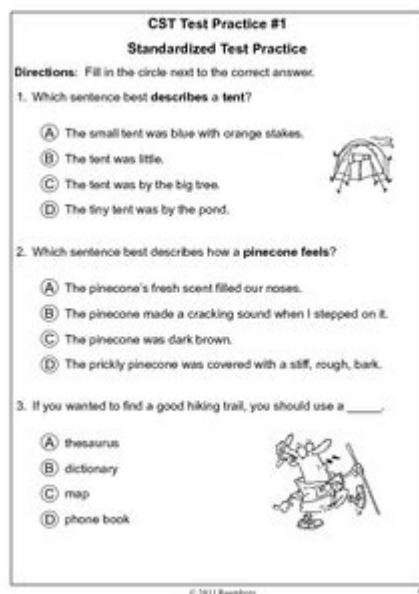 CST Test Practice #1
Standardized Test Practice
Directions: Fill in the circle next to the correct answer.
1. Which sentence best describes a tent?
A The small tent was blue with orange stakes.
B The tent was little.
C The tent was by the big tree.
D The tiny tent was by the pond.
2. Which sentence best describes how a pinecone feels?
A The pinecone's fresh scent filled our noses.
B The pinecone made a cracking sound when I stepped on it.
C The pinecone was dark brown.
D The prickly pinecone was covered with a stiff, rough, bark.
3. If you wanted to find a good hiking trail, you should use a _____.
A thesaurus
B dictionary
C map
D phone book
© 2011